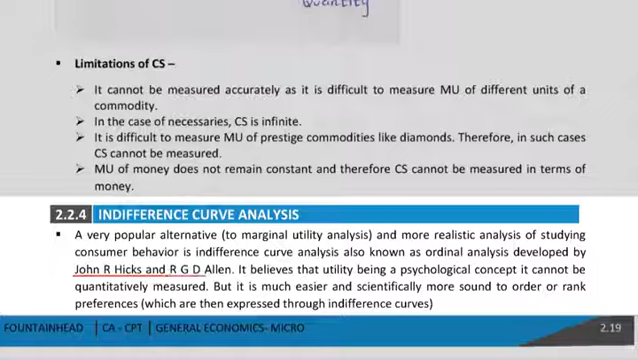 Quantity
▪ Limitations of CS –
➢ It cannot be measured accurately as it is difficult to measure MU of different units of a
commodity.
➢ In the case of necessaries, CS is infinite.
➢ It is difficult to measure MU of prestige commodities like diamonds. Therefore, in such cases
CS cannot be measured.
➢ MU of money does not remain constant and therefore CS cannot be measured in terms of
money.
2.2.4 INDIFFERENCE CURVE ANALYSIS
▪ A very popular alternative (to marginal utility analysis) and more realistic analysis of studying
consumer behavior is indifference curve analysis also known as ordinal analysis developed by
John R Hicks and R G D Allen. It believes that utility being a psychological concept it cannot be
quantitatively measured. But it is much easier and scientifically more sound to order or rank
preferences (which are then expressed through indifference curves)
FOUNTAINHEAD | CA - CPT | GENERAL ECONOMICS- MICRO 2.19